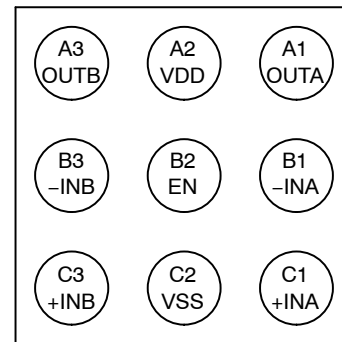 A3
OUTB
A2
VDD
A1
OUTA
B3
–INB
B2
EN
B1
–INA
C3
+INB
C2
VSS
C1
+INA